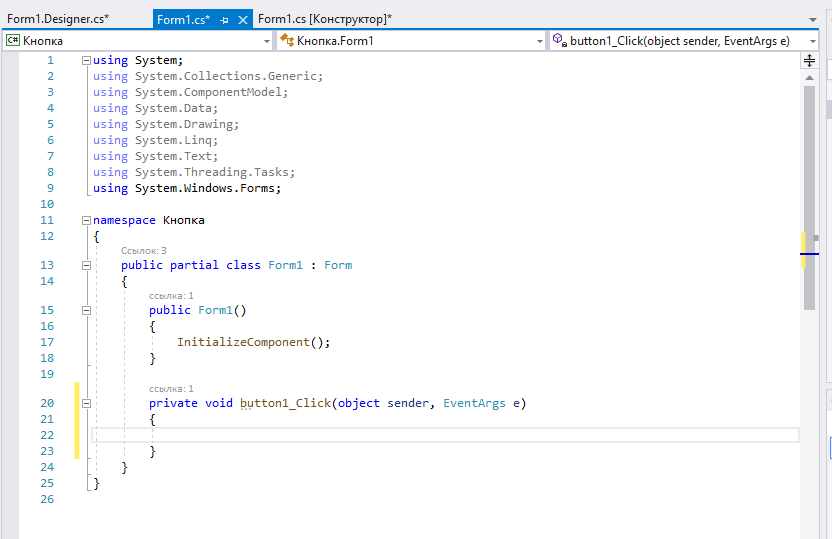 Form1.Designer.cs*
Form1.cs*
Form1.cs [Конструктор]*
C# Кнопка
Кнопка.Form1
button1_Click(object sender, EventArgs e)
1 using System;
2 using System.Collections.Generic;
3 using System.ComponentModel;
4 using System.Data;
5 using System.Drawing;
6 using System.Linq;
7 using System.Text;
8 using System.Threading.Tasks;
9 using System.Windows.Forms;
10
11 namespace Кнопка
12 {
Ссылок: 3
13 public partial class Form1 : Form
14 {
ссылка: 1
15 public Form1()
16 {
17 InitializeComponent();
18 }
19
ссылка: 1
20 private void button1_Click(object sender, EventArgs e)
21 {
22
23 }
24 }
25 }
26